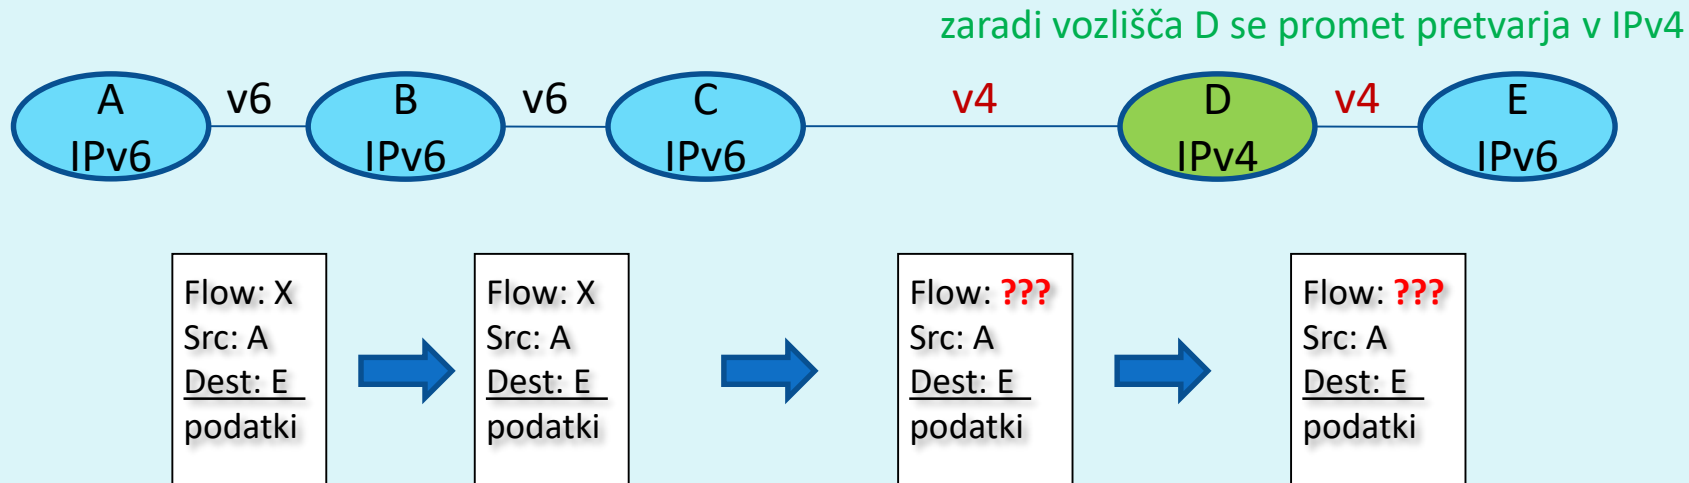 zaradi vozlišča D se promet pretvarja v IPv4
A v6 B v6 C v4 D v4 E
IPv6 IPv6 IPv6 IPv4 IPv6
Flow: X
Src: A
Dest: E
podatki
Flow: X
Src: A
Dest: E
podatki
Flow: ???
Src: A
Dest: E
podatki
Flow: ???
Src: A
Dest: E
podatki